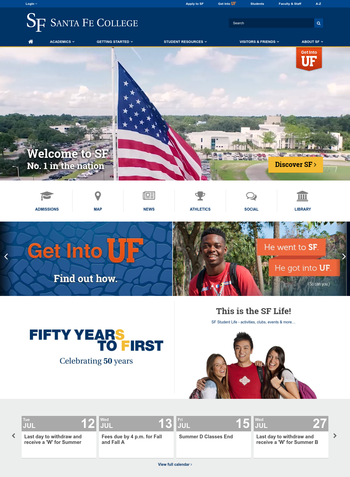 Login
Apply to SF
Get Into UF
Students
Faculty & Staff
A-Z
SF SANTA FE COLLEGE
Search
ACADEMICS
GETTING STARTED
STUDENT RESOURCES
VISITORS & FRIENDS
ABOUT SF
Get Into
UF
Welcome to SF
No. 1 in the nation
Discover SF >
ADMISSIONS
MAP
NEWS
ATHLETICS
SOCIAL
LIBRARY
Get Into UF
Find out how.
He went to SF.
He got into UF.
FIFTY YEARS
TO FIRST
Celebrating 50 years
This is the SF Life!
SF Student Life - activities, clubs, events & more...
Tue
JUL 12
Last day to withdraw and
receive a 'W' for Summer
Wed
JUL 13
Fees due by 4 p.m. for Fall
and Fall A
Fri
JUL 15
Summer D Classes End
Wed
JUL 27
Last day to withdraw and
receive a 'W' for Summer B
View full calendar >